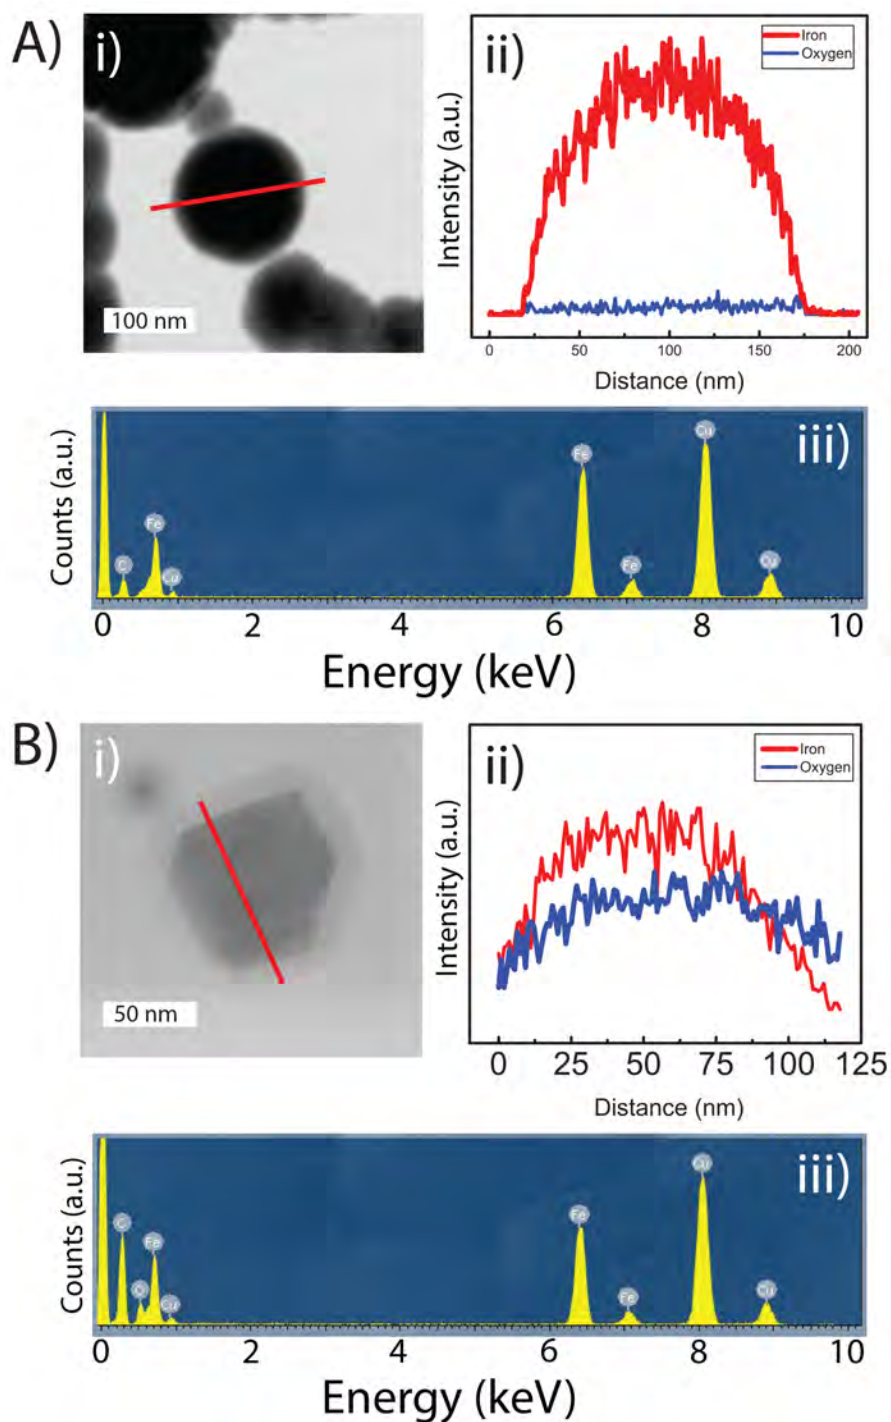 A)
i)
100 nm
ii)
Iron
Oxygen
Intensity (a.u.)
0 50 100 150 200
Distance (nm)
iii)
Counts (a.u.)
C Fe Cu Fe Fe Cu Cu
0 2 4 6 8 10
Energy (keV)
B)
i)
50 nm
ii)
Iron
Oxygen
Intensity (a.u.)
0 25 50 75 100 125
Distance (nm)
iii)
Counts (a.u.)
C O Fe Cu Fe Fe Cu Cu
0 2 4 6 8 10
Energy (keV)